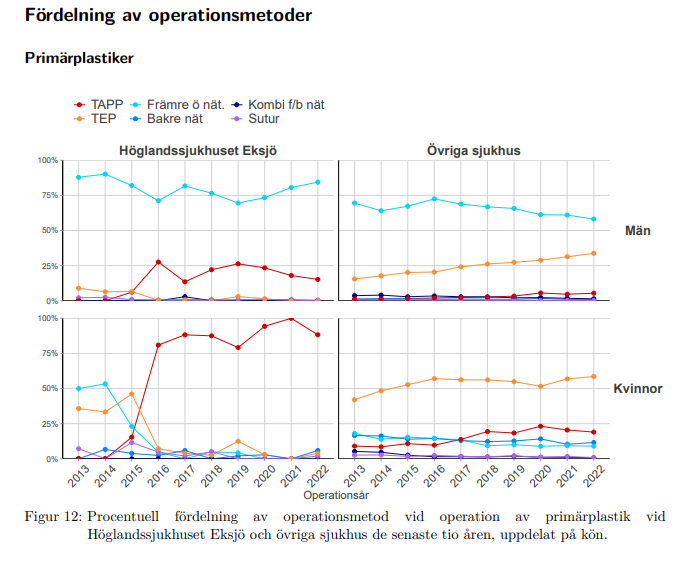 Fördelning av operationsmetoder
Primärplastiker
TAPP Främre ö nät. Kombi f/b nät
TEP Bakre nät Sutur
Höglandssjukhuset Eksjö Övriga sjukhus
100%
75%
50%
25%
0%
Män
100%
75%
50%
25%
0%
Kvinnor
2013 2014 2015 2016 2017 2018 2019 2020 2021 2022 2013 2014 2015 2016 2017 2018 2019 2020 2021 2022
Operationsår
Figur 12: Procentuell fördelning av operationsmetod vid operation av primärplastik vid
Höglandssjukhuset Eksjö och övriga sjukhus de senaste tio åren, uppdelat på kön.